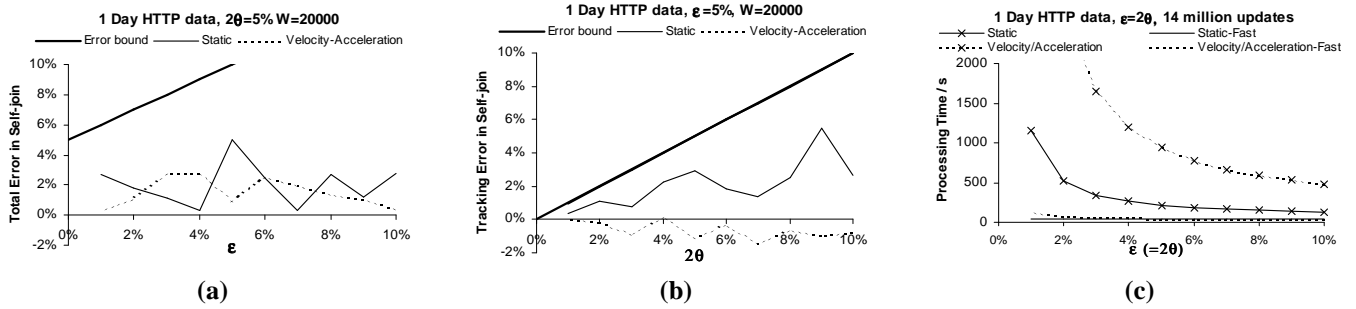 1 Day HTTP data, 2θ=5% W=20000
Error bound Static Velocity-Acceleration
Total Error in Self-join
10%
8%
6%
4%
2%
0%
-2%
0% 2% 4% 6% 8% 10%
ε
(a)
1 Day HTTP data, ε=5%, W=20000
Error bound Static Velocity-Acceleration
Tracking Error in Self-join
10%
8%
6%
4%
2%
0%
-2%
0% 2% 4% 6% 8% 10%
2θ
(b)
1 Day HTTP data, ε=2θ, 14 million updates
Static Static-Fast
Velocity/Acceleration Velocity/Acceleration-Fast
Processing Time / s
2000
1500
1000
500
0
0% 2% 4% 6% 8% 10%
ε (=2θ)
(c)